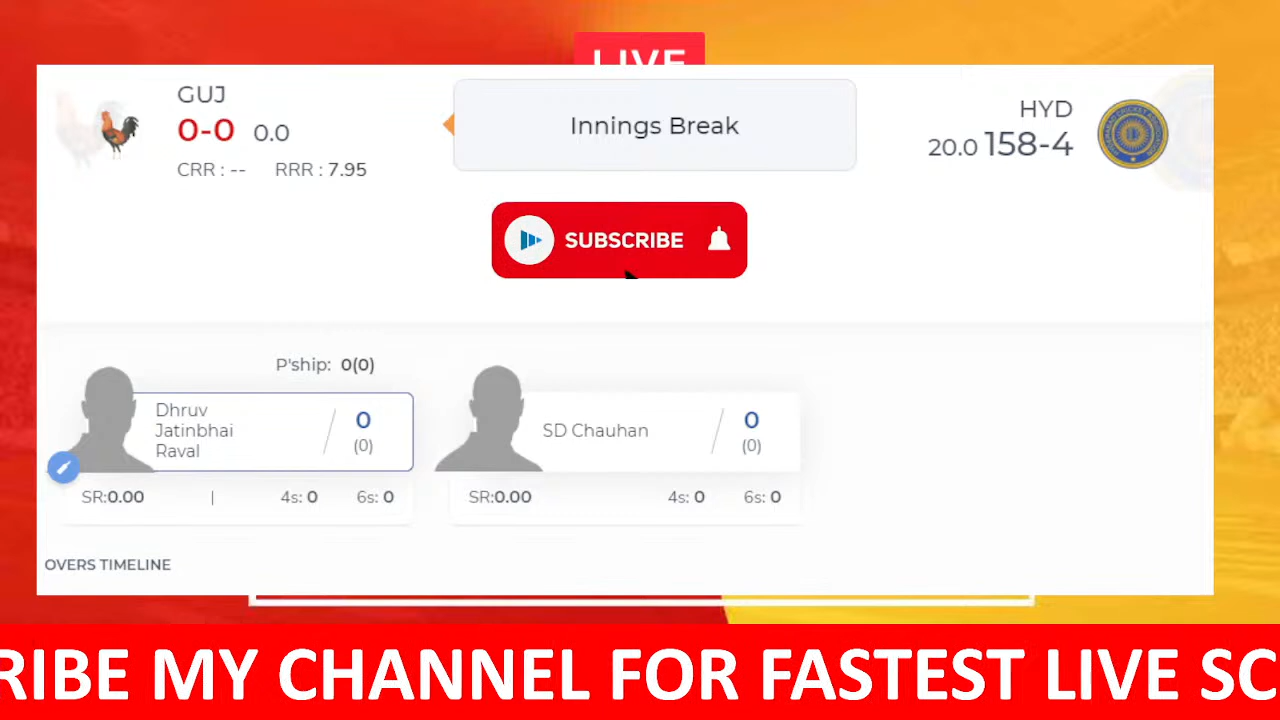 LIVE
GUJ
0-0 0.0
CRR : -- RRR : 7.95
Innings Break
HYD
20.0 158-4
SUBSCRIBE
P'ship: 0(0)
Dhruv
Jatinbhai
Raval
0
(0)
SR:0.00 | 4s: 0 6s: 0
SD Chauhan
0
(0)
SR:0.00 4s: 0 6s: 0
OVERS TIMELINE
RIBE MY CHANNEL FOR FASTEST LIVE SC